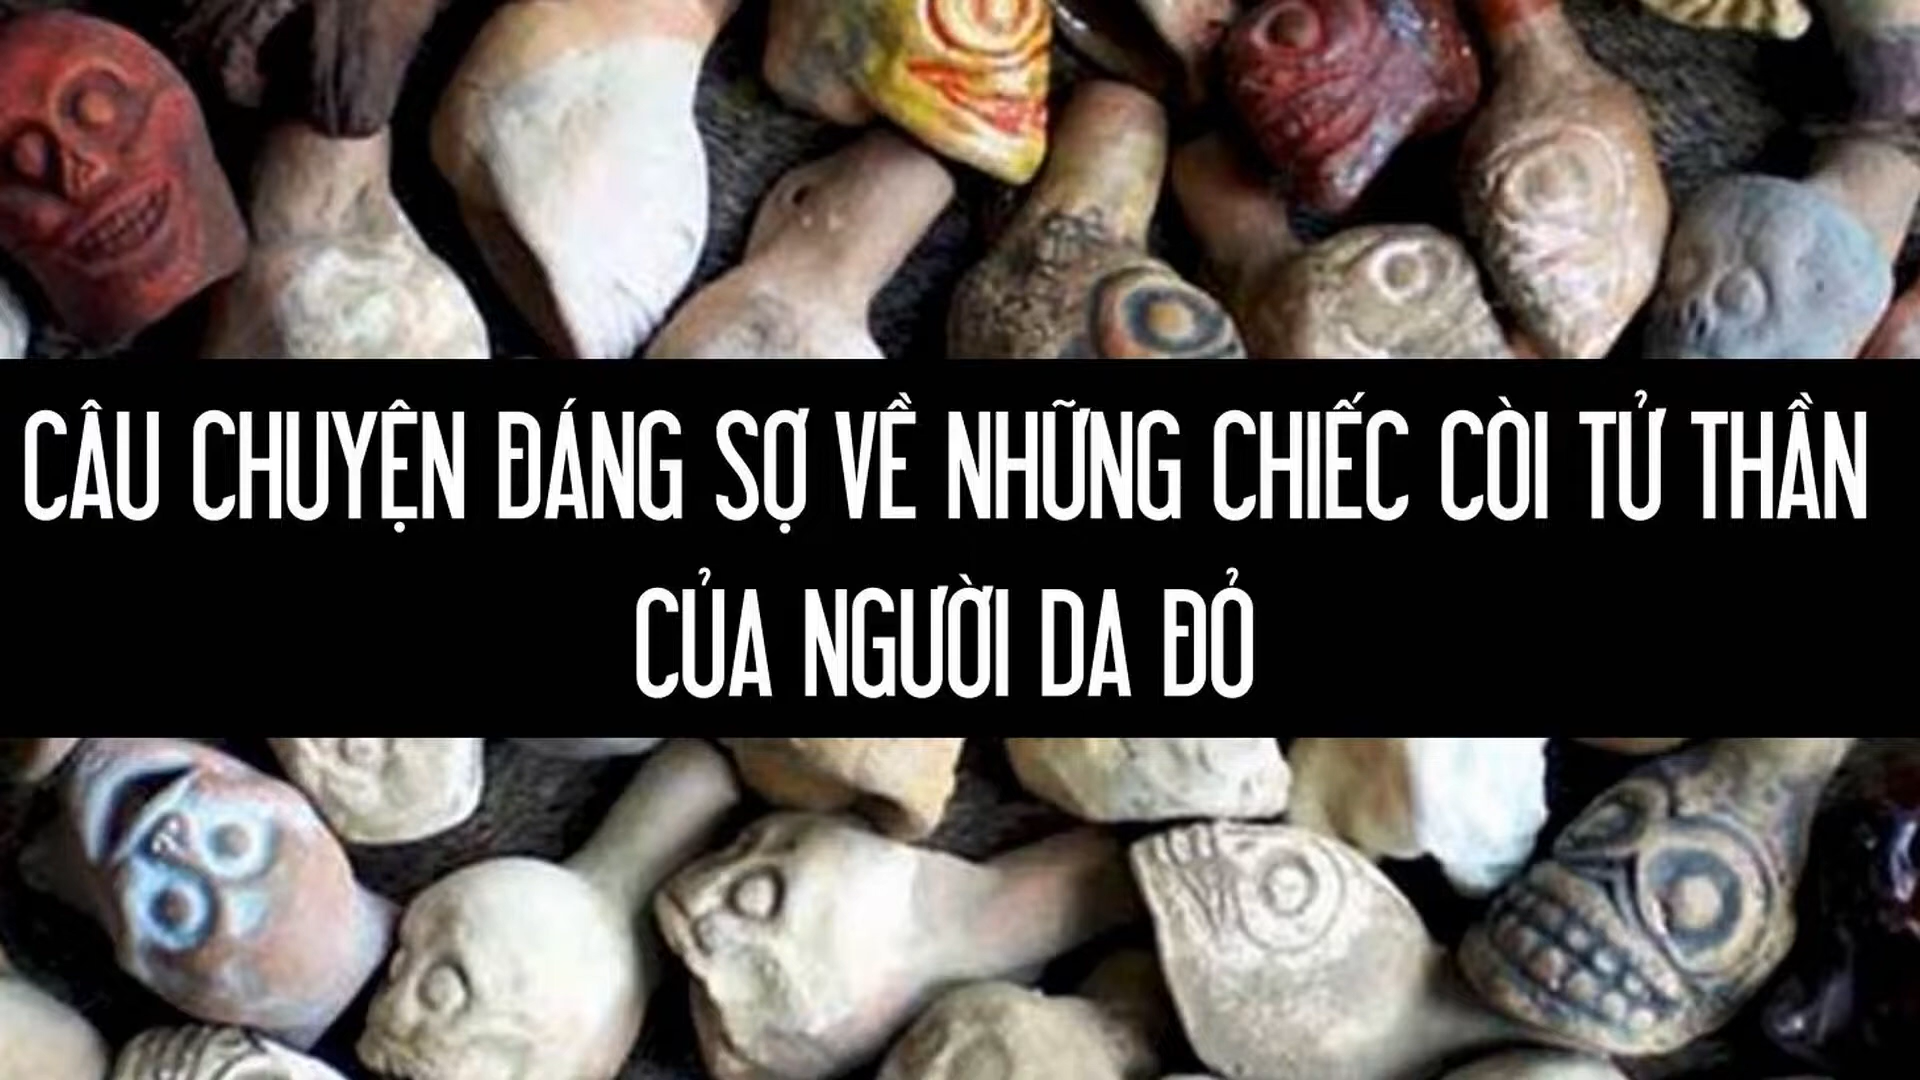 CÂU CHUYỆN ĐÁNG SỢ VỀ NHỮNG CHIẾC CÒI TỬ THẦN
CỦA NGƯỜI DA ĐỎ